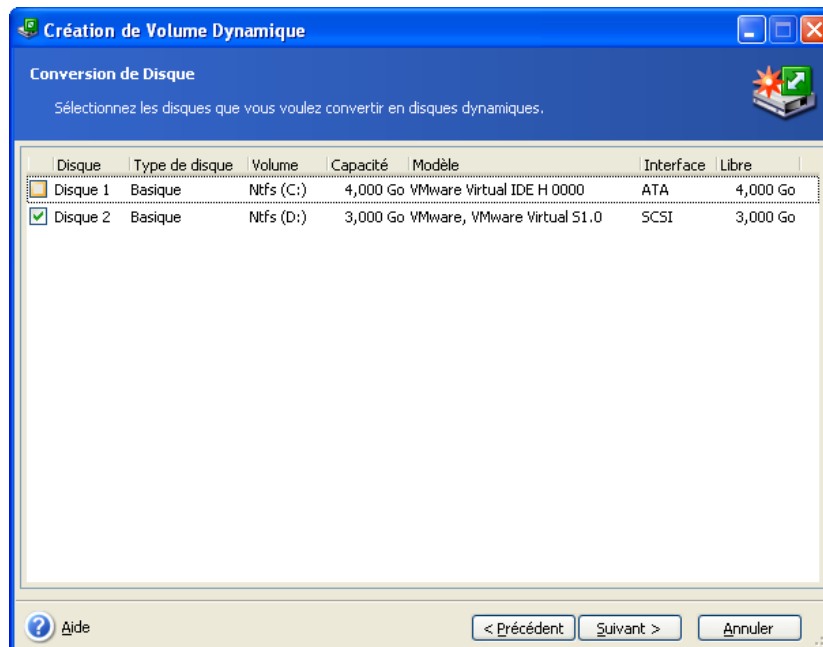 Création de Volume Dynamique
Conversion de Disque
Sélectionnez les disques que vous voulez convertir en disques dynamiques.
Disque Type de disque Volume Capacité Modèle Interface Libre
Disque 1 Basique Ntfs (C:) 4,000 Go VMware Virtual IDE H 0000 ATA 4,000 Go
Disque 2 Basique Ntfs (D:) 3,000 Go VMware, VMware Virtual S1.0 SCSI 3,000 Go
? Aide < Précédent Suivant > Annuler